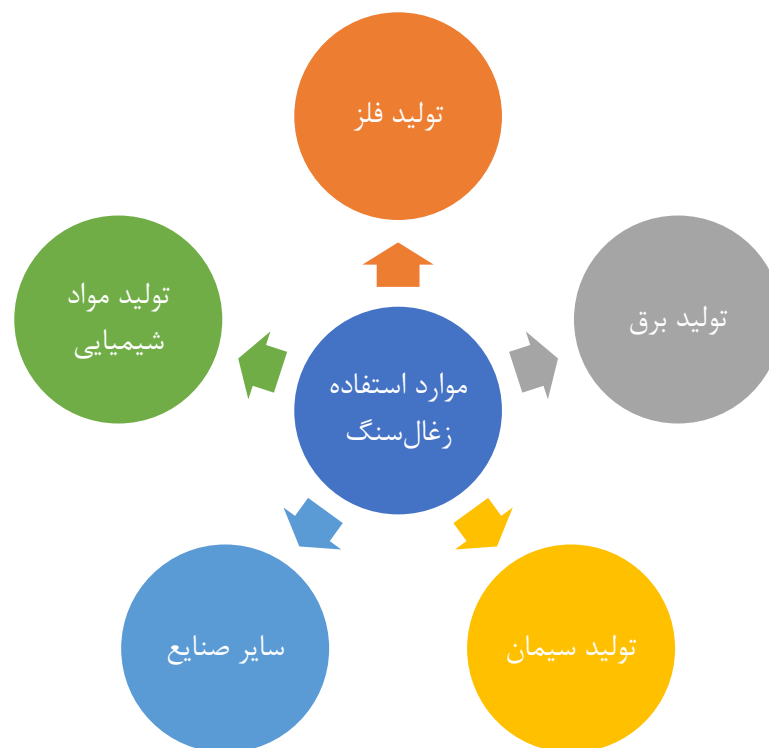 تولید فلز
تولید برق
تولید مواد
شیمیایی
موارد استفاده
زغال‌سنگ
سایر صنایع
تولید سیمان